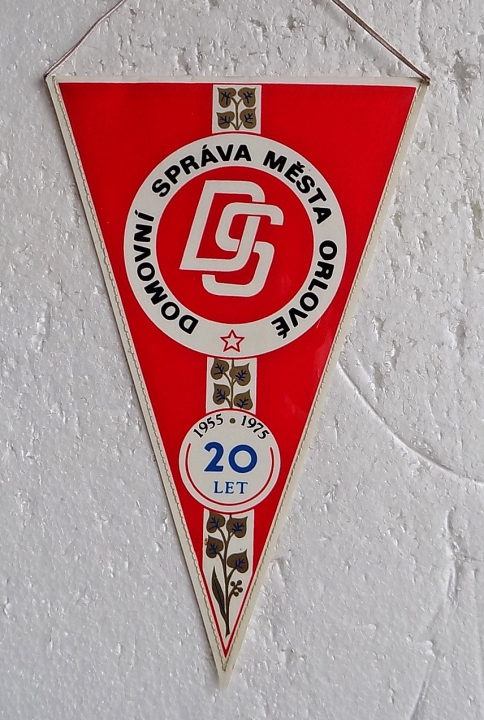 DOMOVNÍ SPRÁVA MĚSTA ORLOVÉ
DS
1955 • 1975
20
LET